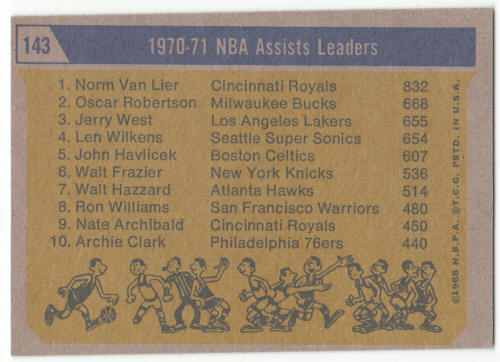 143
1970-71 NBA Assists Leaders
1. Norm Van Lier Cincinnati Royals 832
2. Oscar Robertson Milwaukee Bucks 668
3. Jerry West Los Angeles Lakers 655
4. Len Wilkens Seattle Super Sonics 654
5. John Havlicek Boston Celtics 607
6. Walt Frazier New York Knicks 536
7. Walt Hazzard Atlanta Hawks 514
8. Ron Williams San Francisco Warriors 480
9. Nate Archibald Cincinnati Royals 450
10. Archie Clark Philadelphia 76ers 440
©1968 N.B.P.A. ©T.C.G. PRTD. IN U.S.A.